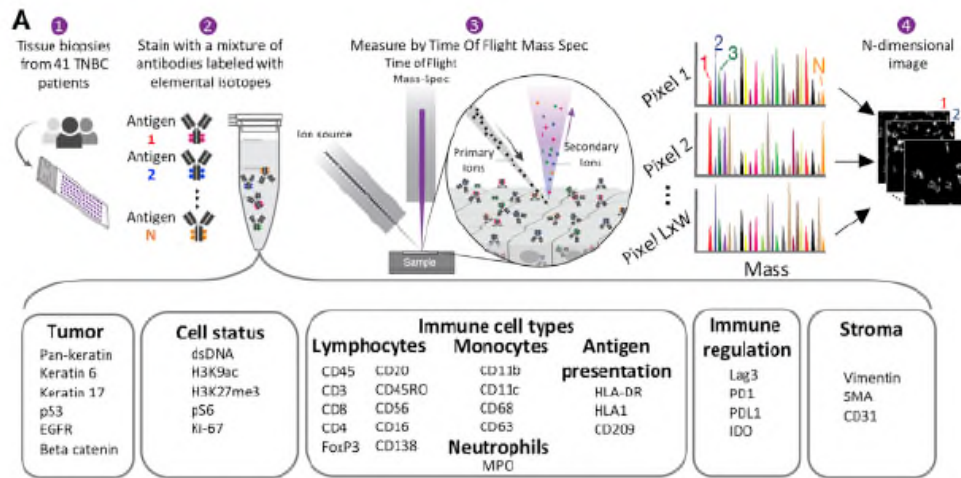 A
1
Tissue biopsies
from 41 TNBC
patients
2
Stain with a mixture of
antibodies labeled with
elemental isotopes
Antigen
1
Antigen
2
Antigen
N
3
Measure by Time Of Flight Mass Spec
Time of Flight
Mass-Spec
Ion source
Primary
Ions
Secondary
Ions
Sample
Pixel 1
1
2
3
N
Pixel 2
Pixel LxW
Mass
4
N-dimensional
image
1
2
Tumor
Pan-keratin
Keratin 6
Keratin 17
p53
EGFR
Beta catenin
Cell status
dsDNA
H3K9ac
H3K27me3
pS6
Ki-67
Immune cell types
Lymphocytes
CD45 CD20
CD3 CD45RO
CD8 CD56
CD4 CD16
FoxP3 CD138
Monocytes
CD11b
CD11c
CD68
CD63
Neutrophils
MPO
Antigen
presentation
HLA-DR
HLA1
CD209
Immune
regulation
Lag3
PD1
PDL1
IDO
Stroma
Vimentin
SMA
CD31